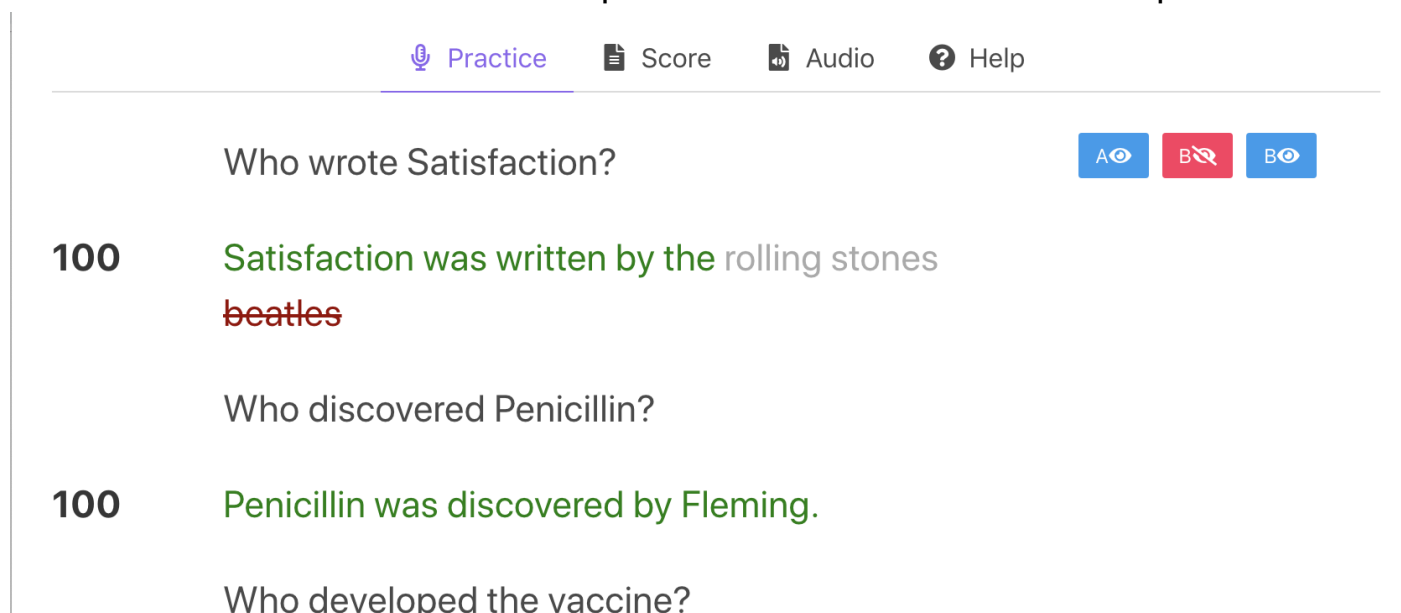 Practice Score Audio Help
Who wrote Satisfaction? A B B
100 Satisfaction was written by the rolling stones
beatles
Who discovered Penicillin?
100 Penicillin was discovered by Fleming.
Who developed the vaccine?